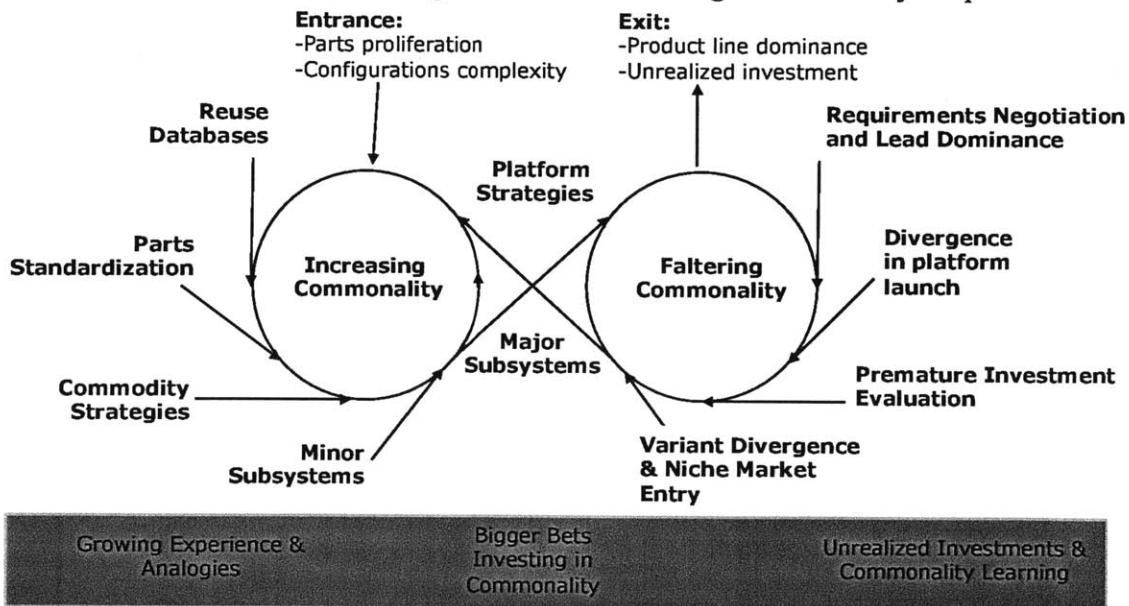 Entrance:
-Parts proliferation
-Configurations complexity
Exit:
-Product line dominance
-Unrealized investment
Reuse
Databases
Platform
Strategies
Requirements Negotiation
and Lead Dominance
Parts
Standardization
Increasing
Commonality
Faltering
Commonality
Divergence
in platform
launch
Commodity
Strategies
Major
Subsystems
Premature Investment
Evaluation
Minor
Subsystems
Variant Divergence
& Niche Market
Entry
Growing Experience &
Analogies
Bigger Bets
Investing in
Commonality
Unrealized Investments &
Commonality Learning